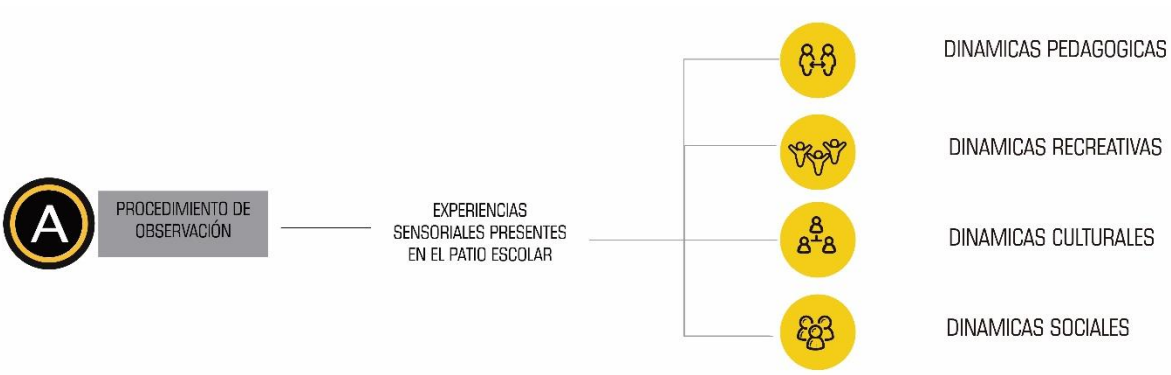 A
PROCEDIMIENTO DE
OBSERVACIÓN
EXPERIENCIAS
SENSORIALES PRESENTES
EN EL PATIO ESCOLAR
DINAMICAS PEDAGOGICAS
DINAMICAS RECREATIVAS
DINAMICAS CULTURALES
DINAMICAS SOCIALES